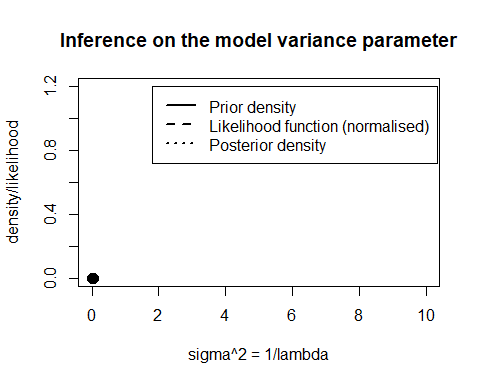 Inference on the model variance parameter
density/likelihood
1.2
0.8
0.4
0.0
Prior density
Likelihood function (normalised)
Posterior density
0 2 4 6 8 10
sigma^2 = 1/lambda